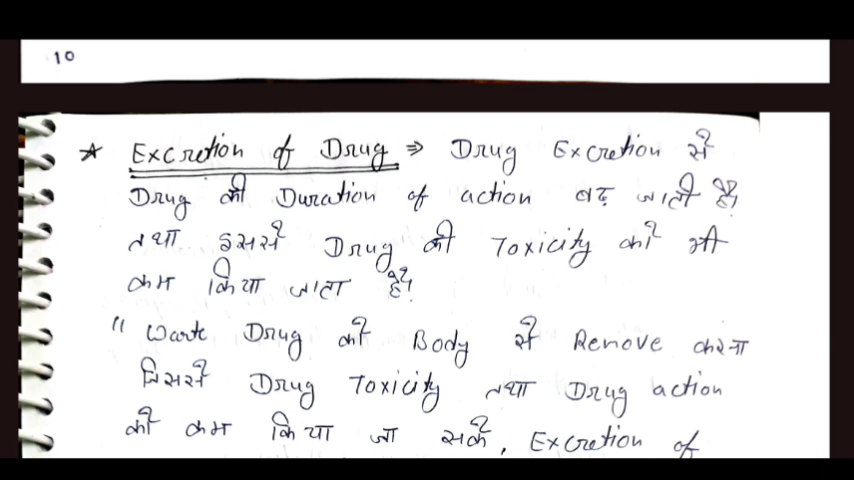 10
* Excretion of Drug ⇒ Drug Excretion से
Drug की Duration of action बढ़ जाती है।
तथा इससे Drug की Toxicity को भी
कम किया जाता है।
" Waste Drug को Body से Remove करना
जिससे Drug Toxicity तथा Drug action
को कम किया जा सके, Excretion of